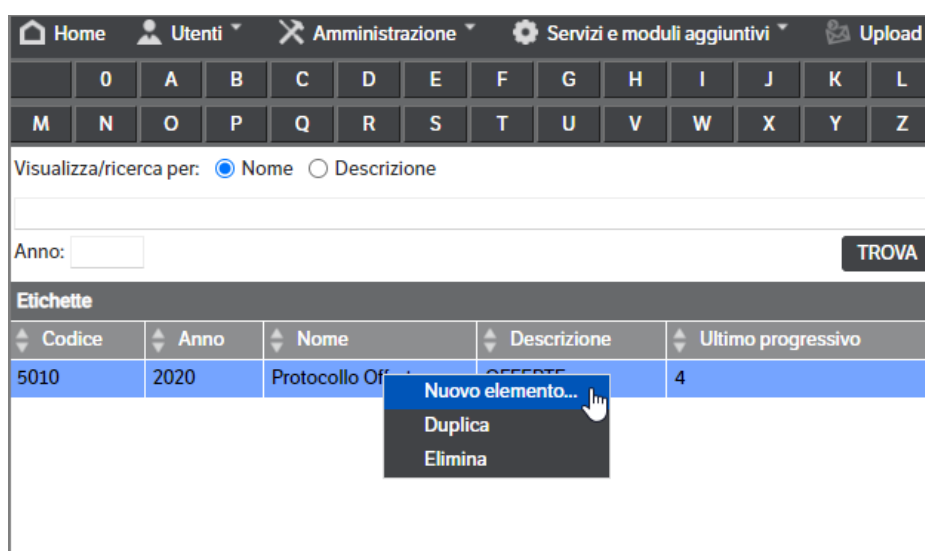 Home Utenti Amministrazione Servizi e moduli aggiuntivi Upload
0 A B C D E F G H I J K L
M N O P Q R S T U V W X Y Z
Visualizza/ricerca per: Nome Descrizione
Anno: TROVA
Etichette
Codice Anno Nome Descrizione Ultimo progressivo
5010 2020 Protocollo 4
Nuovo elemento...
Duplica
Elimina